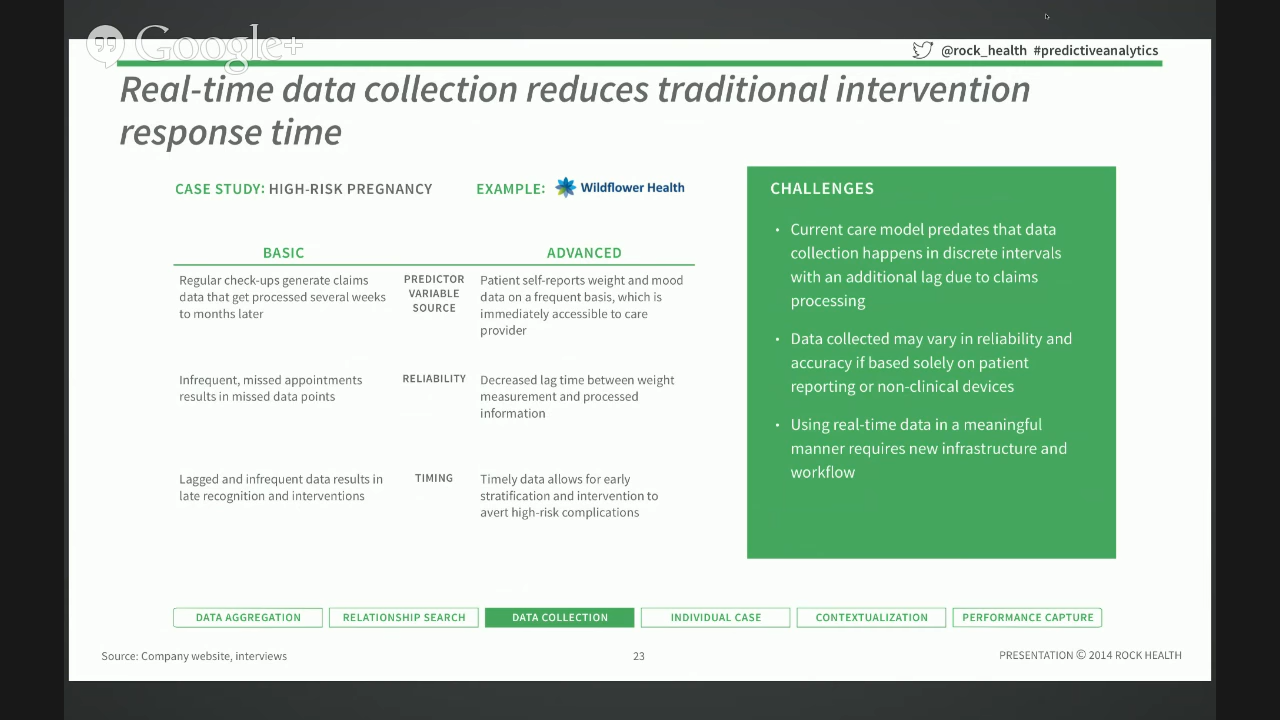 Google+
@rock_health #predictiveanalytics
Real-time data collection reduces traditional intervention
response time
CASE STUDY: HIGH-RISK PREGNANCY
EXAMPLE: Wildflower Health
BASIC
ADVANCED
Regular check-ups generate claims
data that get processed several weeks
to months later
PREDICTOR
VARIABLE
SOURCE
Patient self-reports weight and mood
data on a frequent basis, which is
immediately accessible to care
provider
Infrequent, missed appointments
results in missed data points
RELIABILITY
Decreased lag time between weight
measurement and processed
information
Lagged and infrequent data results in
late recognition and interventions
TIMING
Timely data allows for early
stratification and intervention to
avert high-risk complications
CHALLENGES
• Current care model predates that data
collection happens in discrete intervals
with an additional lag due to claims
processing
• Data collected may vary in reliability and
accuracy if based solely on patient
reporting or non-clinical devices
• Using real-time data in a meaningful
manner requires new infrastructure and
workflow
DATA AGGREGATION
RELATIONSHIP SEARCH
DATA COLLECTION
INDIVIDUAL CASE
CONTEXTUALIZATION
PERFORMANCE CAPTURE
Source: Company website, interviews
23
PRESENTATION © 2014 ROCK HEALTH